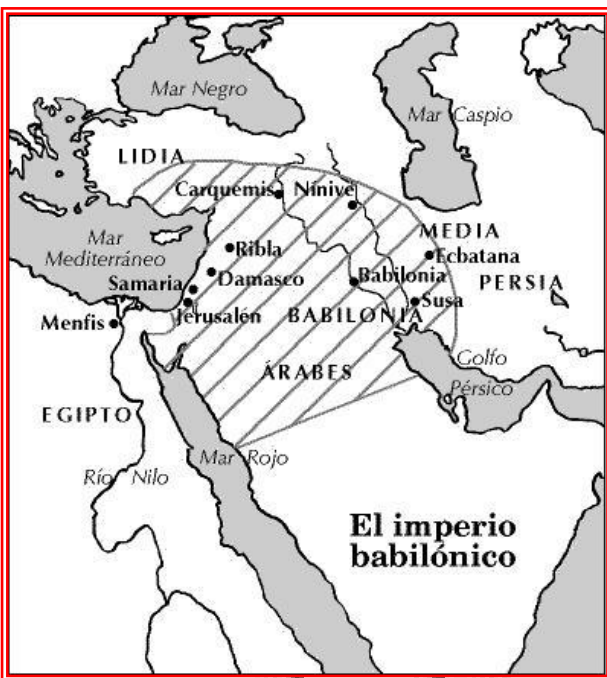 Mar Negro
Mar Caspio
LIDIA
Carquemis
Nínive
Mar
Mediterráneo
MEDIA
Ribla
Ecbatana
Damasco
Babilonia
PERSIA
Samaria
Susa
Jerusalén
BABILONIA
Menfis
Golfo
Pérsico
ÁRABES
EGIPTO
Mar Rojo
Río Nilo
El imperio
babilónico